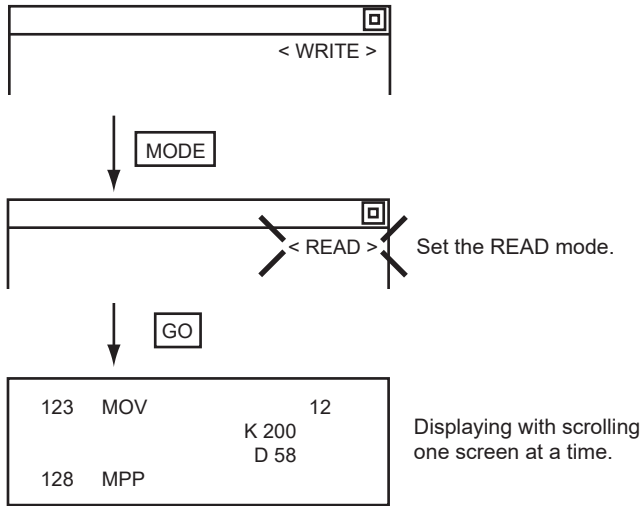 < WRITE >
MODE
< READ > Set the READ mode.
GO
123 MOV 12
K 200
D 58
128 MPP
Displaying with scrolling
one screen at a time.